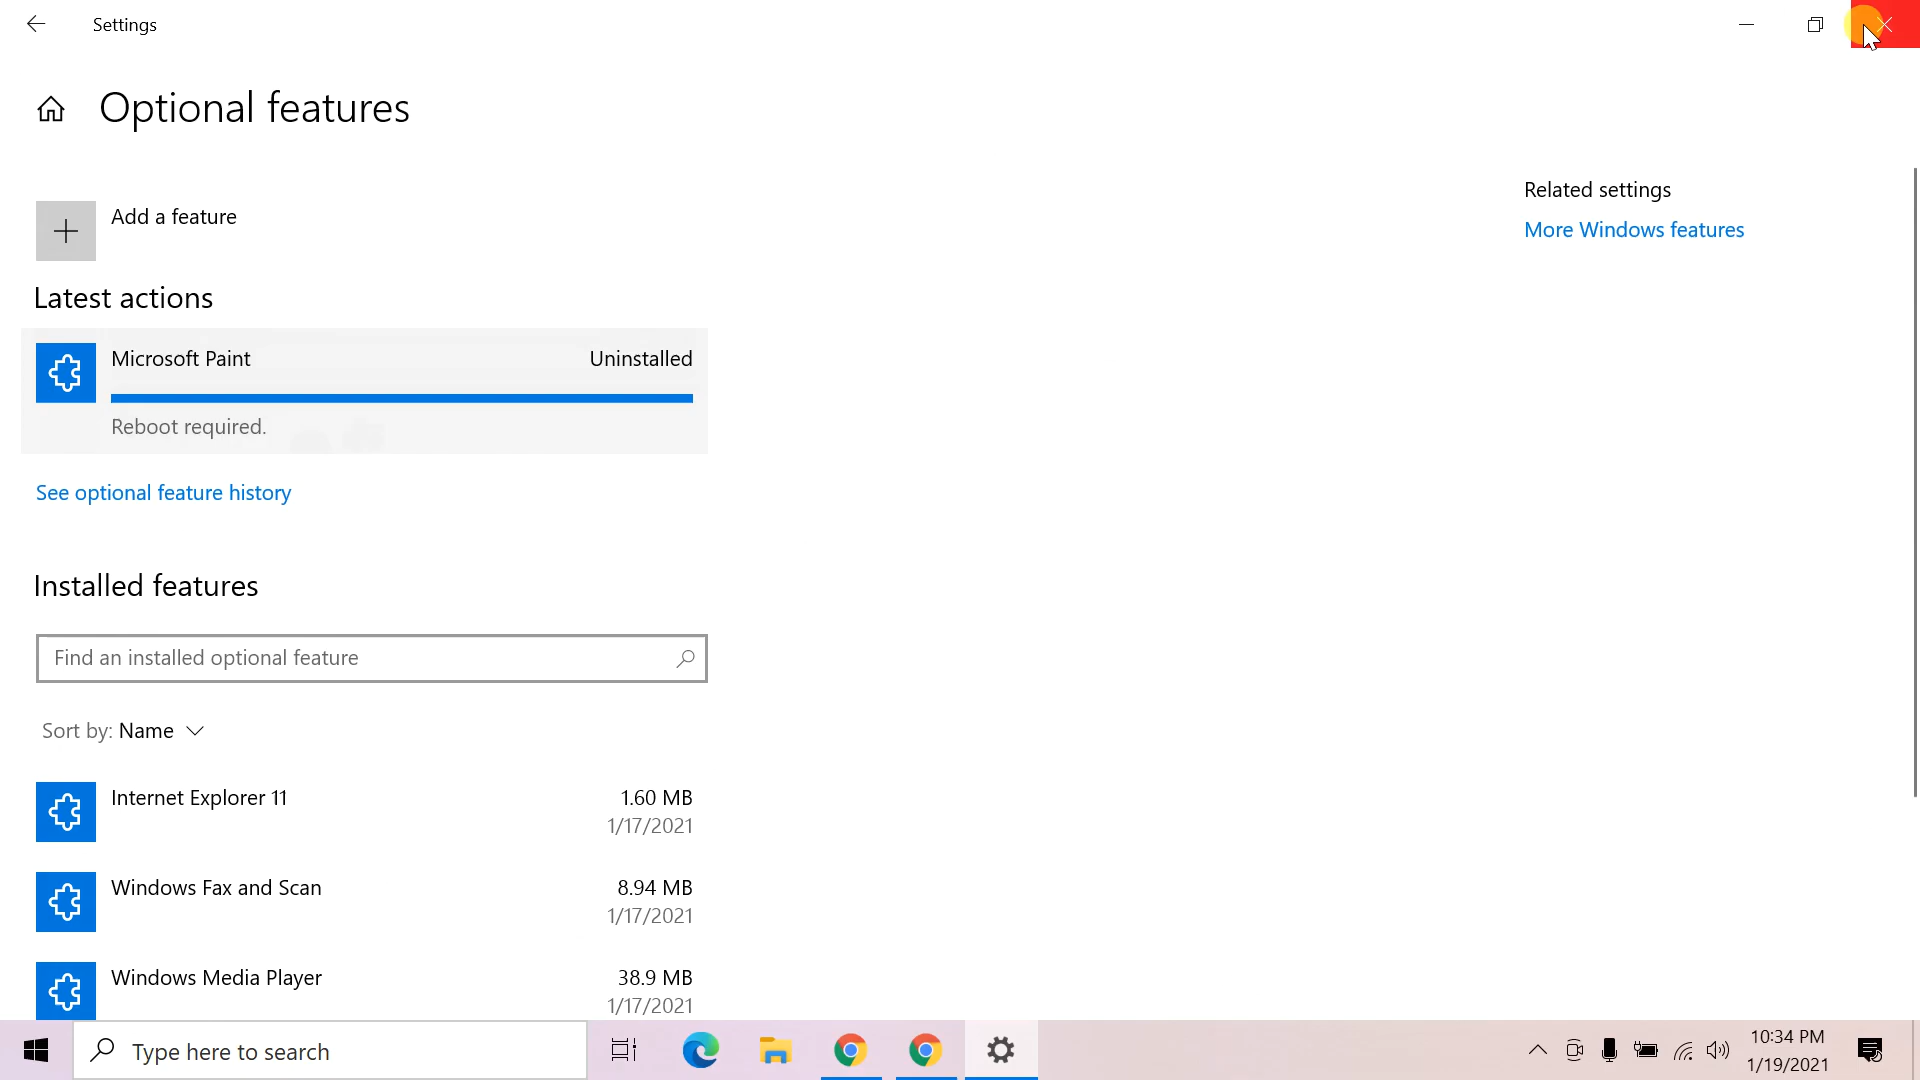 Settings
Optional features
Add a feature
Related settings
More Windows features
Latest actions
Microsoft Paint Uninstalled
Reboot required.
See optional feature history
Installed features
Find an installed optional feature
Sort by: Name
Internet Explorer 11 1.60 MB
1/17/2021
Windows Fax and Scan 8.94 MB
1/17/2021
Windows Media Player 38.9 MB
1/17/2021
Type here to search
10:34 PM
1/19/2021